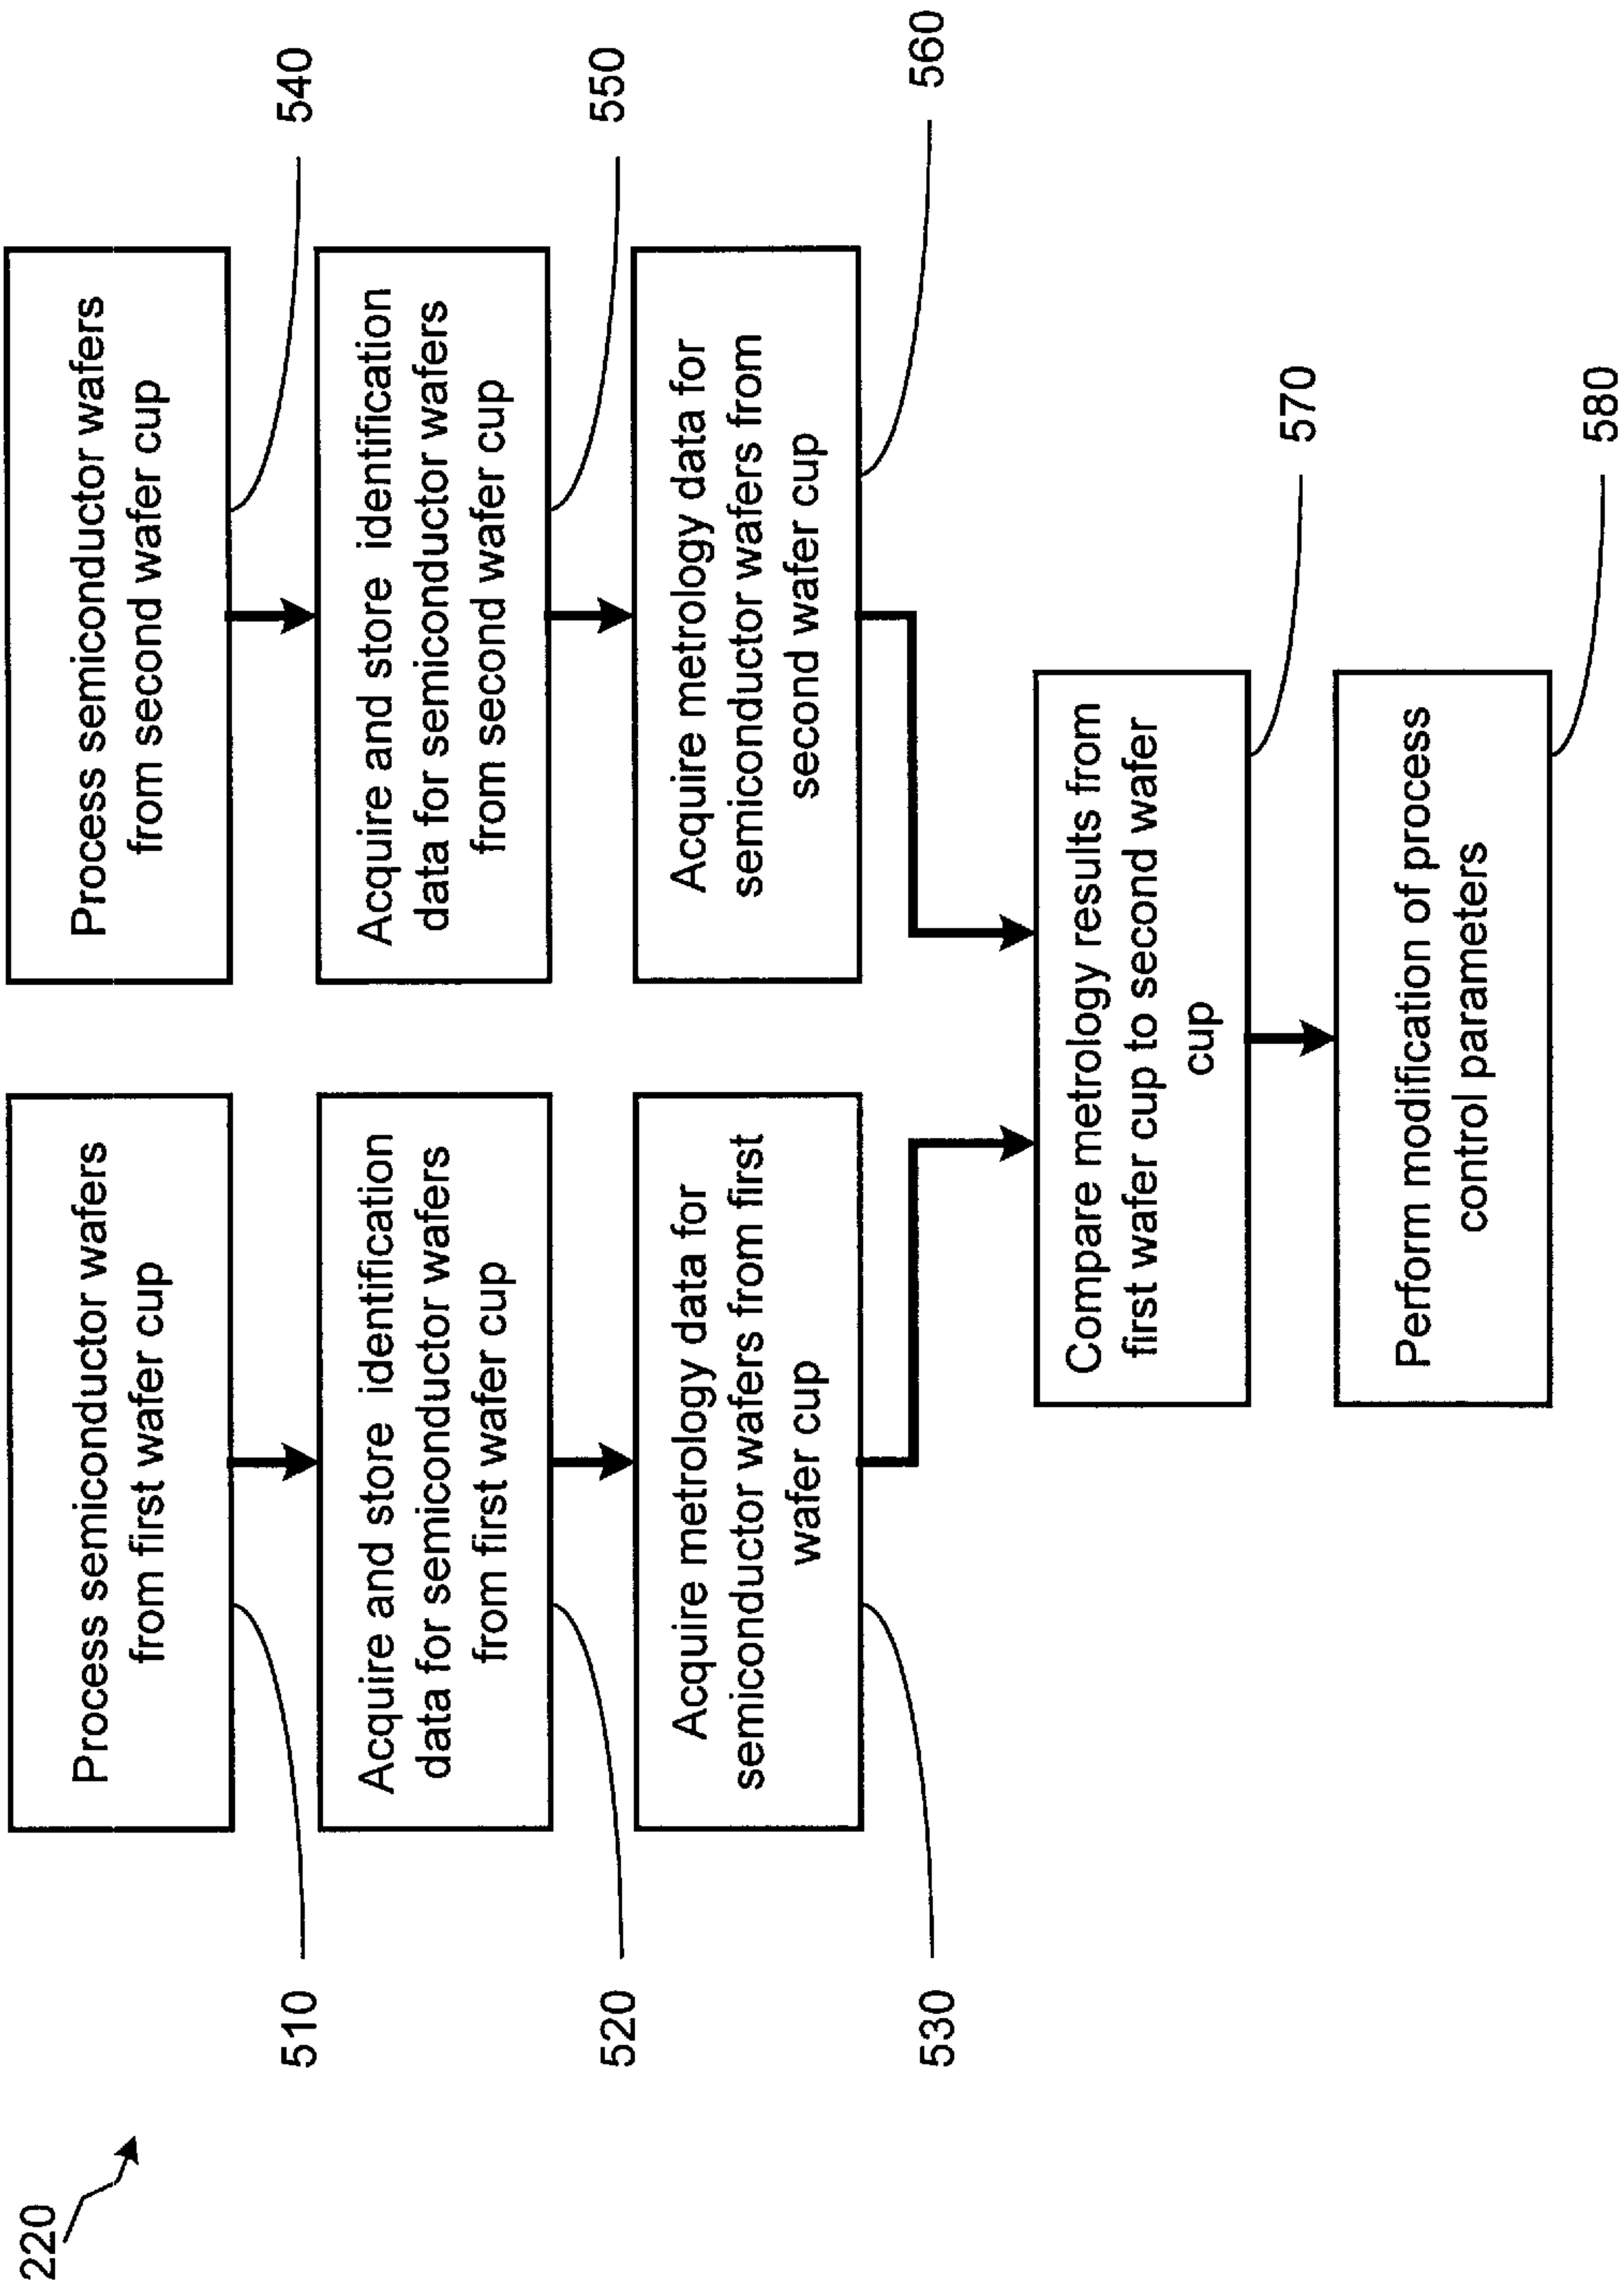 220
Process semiconductor wafers
from first wafer cup
510
Acquire and store identification
data for semiconductor wafers
from first wafer cup
520
Acquire metrology data for
semiconductor wafers from first
wafer cup
530
Process semiconductor wafers
from second wafer cup
540
Acquire and store identification
data for semiconductor wafers
from second wafer cup
550
Acquire metrology data for
semiconductor wafers from
second wafer cup
560
Compare metrology results from
first wafer cup to second wafer
cup
570
Perform modification of process
control parameters
580